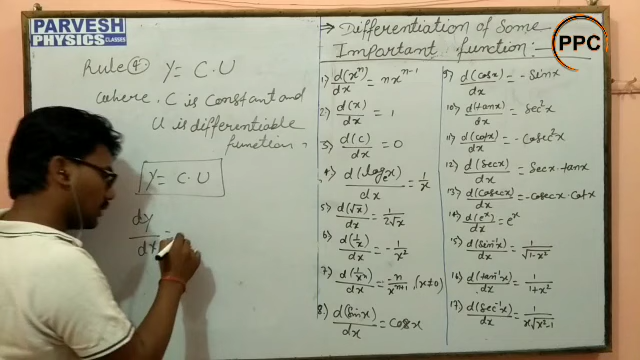 PARVESH
PHYSICS CLASSES
Rule ④: Y = C·U
where, C is constant and
U is differentiable
function.
Y = C·U
dy/dx =
⇒ Differentiation of Some
Important function:-
PPC
1) d(xⁿ)/dx = nxⁿ⁻¹
2) d(x)/dx = 1
3) d(c)/dx = 0
4) d(logₑx)/dx = 1/x
5) d(√x)/dx = 1/2√x
6) d(1/x)/dx = -1/x²
7) d(1/xⁿ)/dx = -n/xⁿ⁺¹, (x≠0)
8) d(sinx)/dx = cosx
9) d(cosx)/dx = -sinx
10) d(tanx)/dx = sec²x
11) d(cotx)/dx = -cosec²x
12) d(secx)/dx = secx·tanx
13) d(cosecx)/dx = -cosecx·cotx
14) d(eˣ)/dx = eˣ
15) d(sin⁻¹x)/dx = 1/√1-x²
16) d(tan⁻¹x)/dx = 1/1+x²
17) d(sec⁻¹x)/dx = 1/x√x²-1